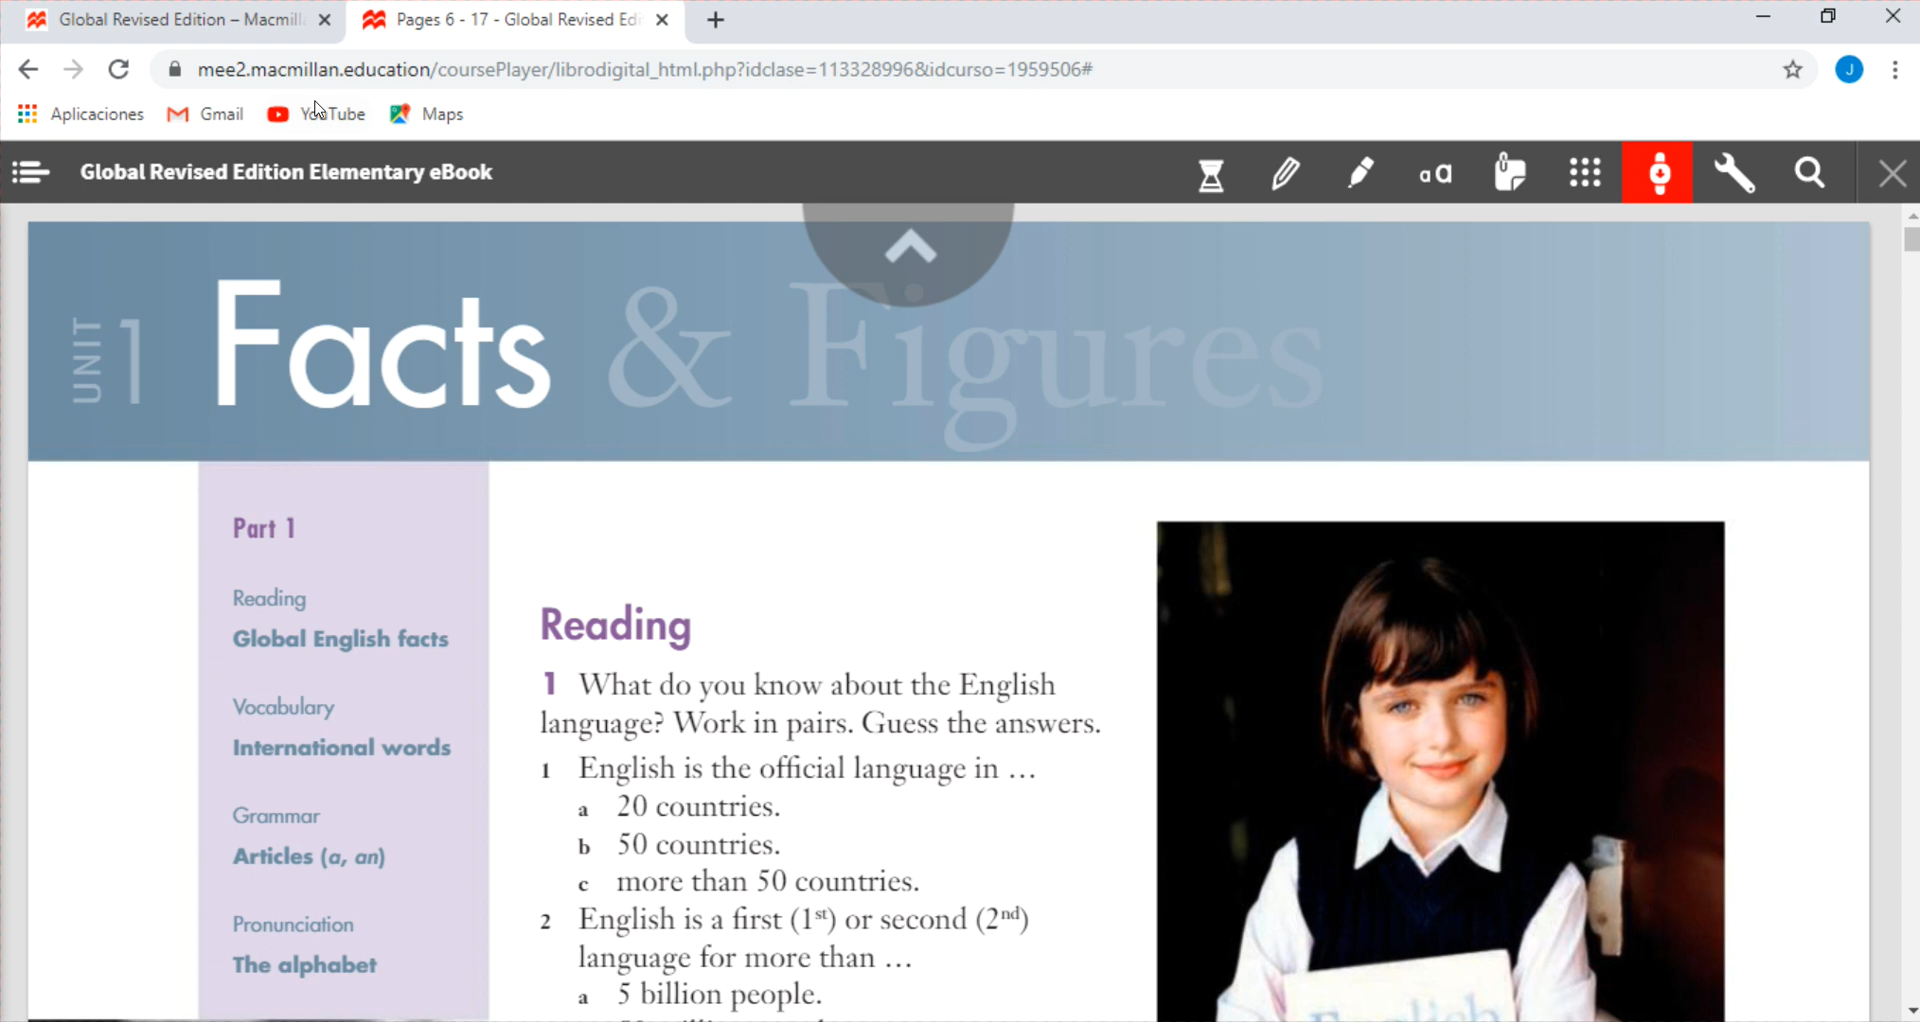 Global Revised Edition – Macmill
Pages 6 - 17 - Global Revised Edi
mee2.macmillan.education/coursePlayer/librodigital_html.php?idclase=113328996&idcurso=1959506#
J
Aplicaciones
Gmail
YouTube
Maps
Global Revised Edition Elementary eBook
a a
UNIT 1
Facts & Figures
Part 1
Reading
Global English facts
Vocabulary
International words
Grammar
Articles (a, an)
Pronunciation
The alphabet
Reading
1 What do you know about the English
language? Work in pairs. Guess the answers.
1 English is the official language in …
a 20 countries.
b 50 countries.
c more than 50 countries.
2 English is a first (1st) or second (2nd)
language for more than …
a 5 billion people.
English